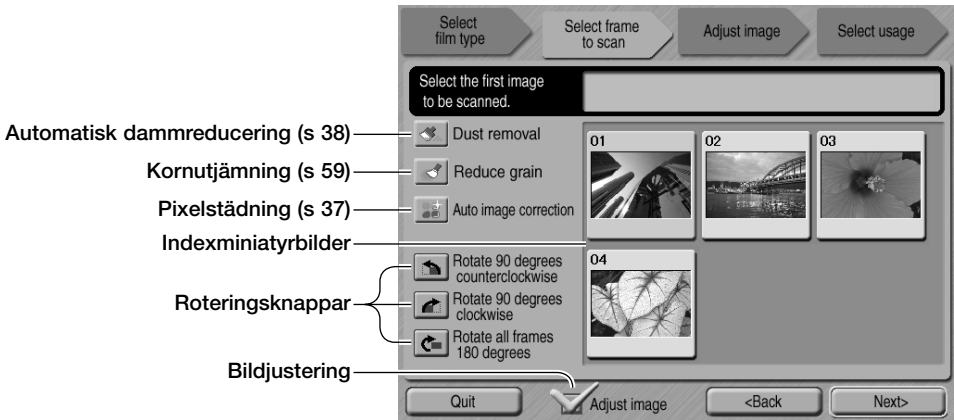 Select
film type
Select frame
to scan
Adjust image
Select usage
Select the first image
to be scanned.
Automatisk dammreducering (s 38)
Dust removal
Kornutjämning (s 59)
Reduce grain
Pixelstädning (s 37)
Auto image correction
Indexminiatyrbilder
01
02
03
04
Roteringsknappar
Rotate 90 degrees
counterclockwise
Rotate 90 degrees
clockwise
Rotate all frames
180 degrees
Bildjustering
Quit
Adjust image
<Back
Next>